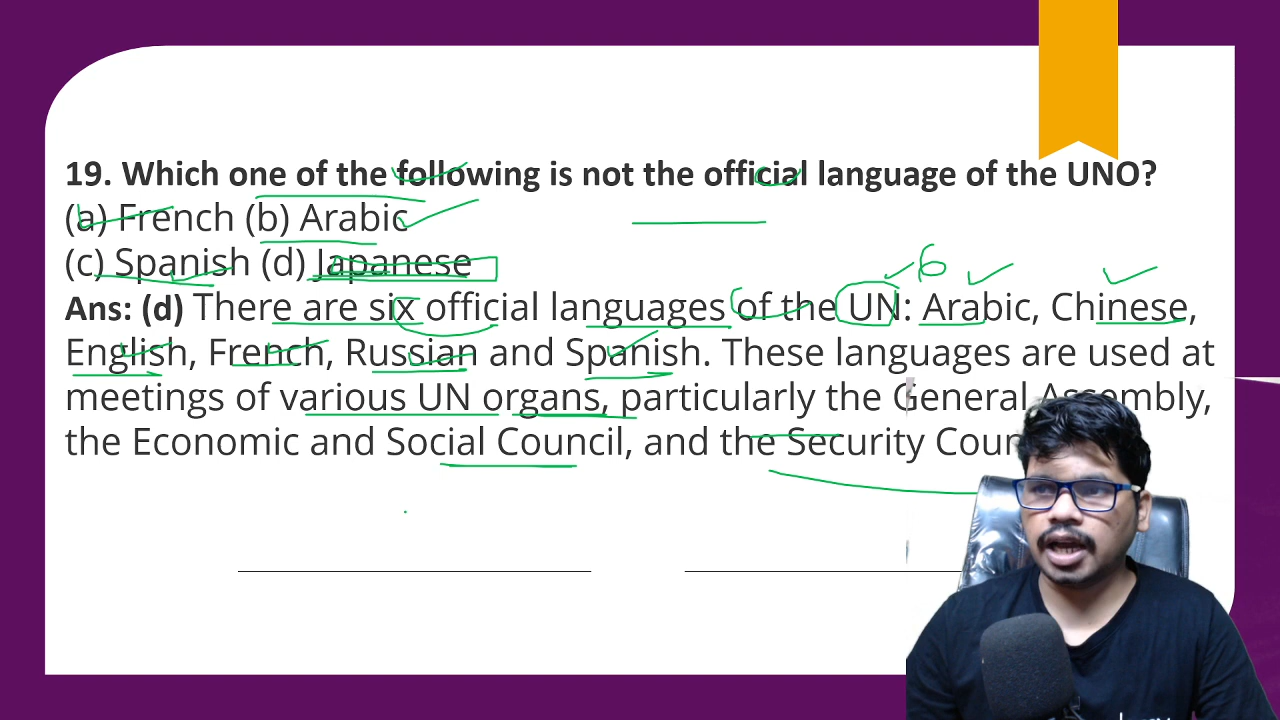 19. Which one of the following is not the official language of the UNO?
(a) French (b) Arabic
(c) Spanish (d) Japanese
6
Ans: (d) There are six official languages of the UN: Arabic, Chinese,
English, French, Russian and Spanish. These languages are used at
meetings of various UN organs, particularly the General Assembly,
the Economic and Social Council, and the Security